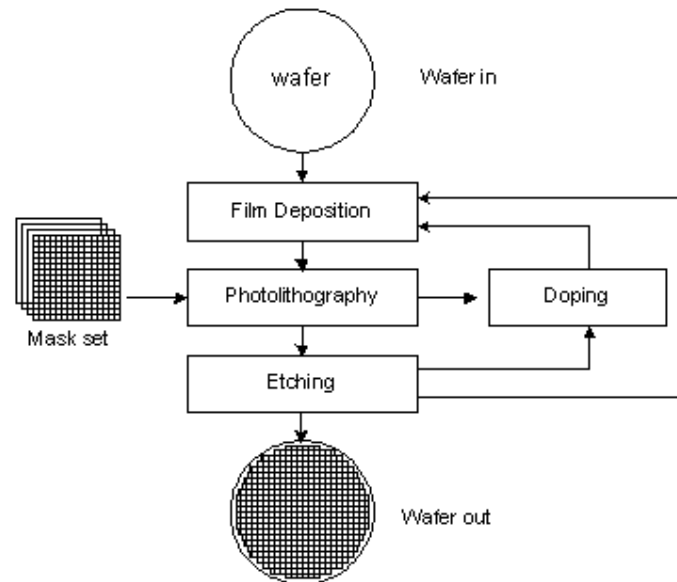 wafer
Wafer in
Film Deposition
Photolithography
Doping
Mask set
Etching
Wafer out